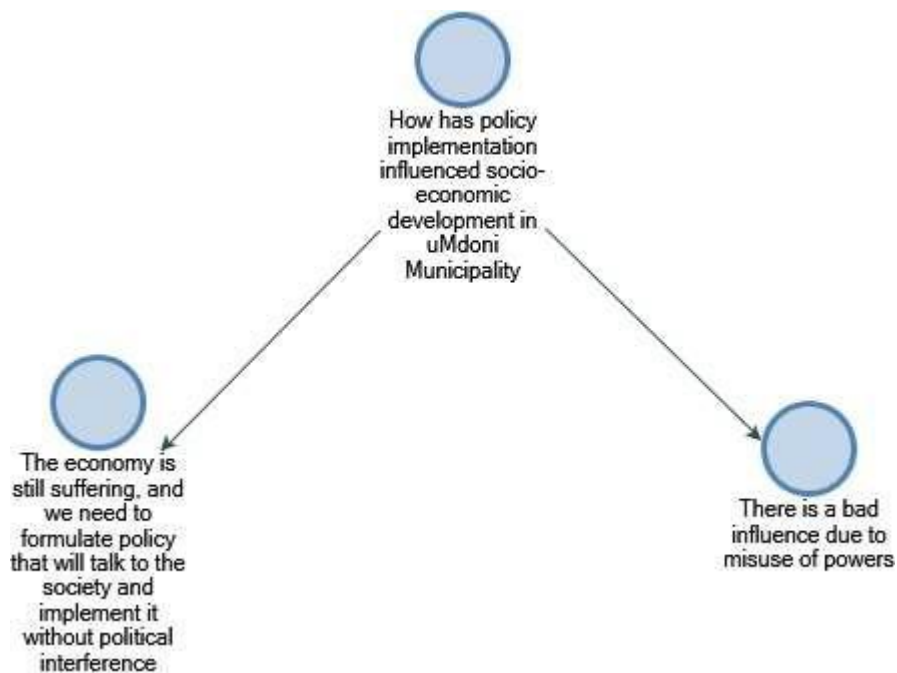 How has policy
implementation
influenced socio-
economic
development in
uMdoni
Municipality
The economy is
still suffering, and
we need to
formulate policy
that will talk to the
society and
implement it
without political
interference
There is a bad
influence due to
misuse of powers